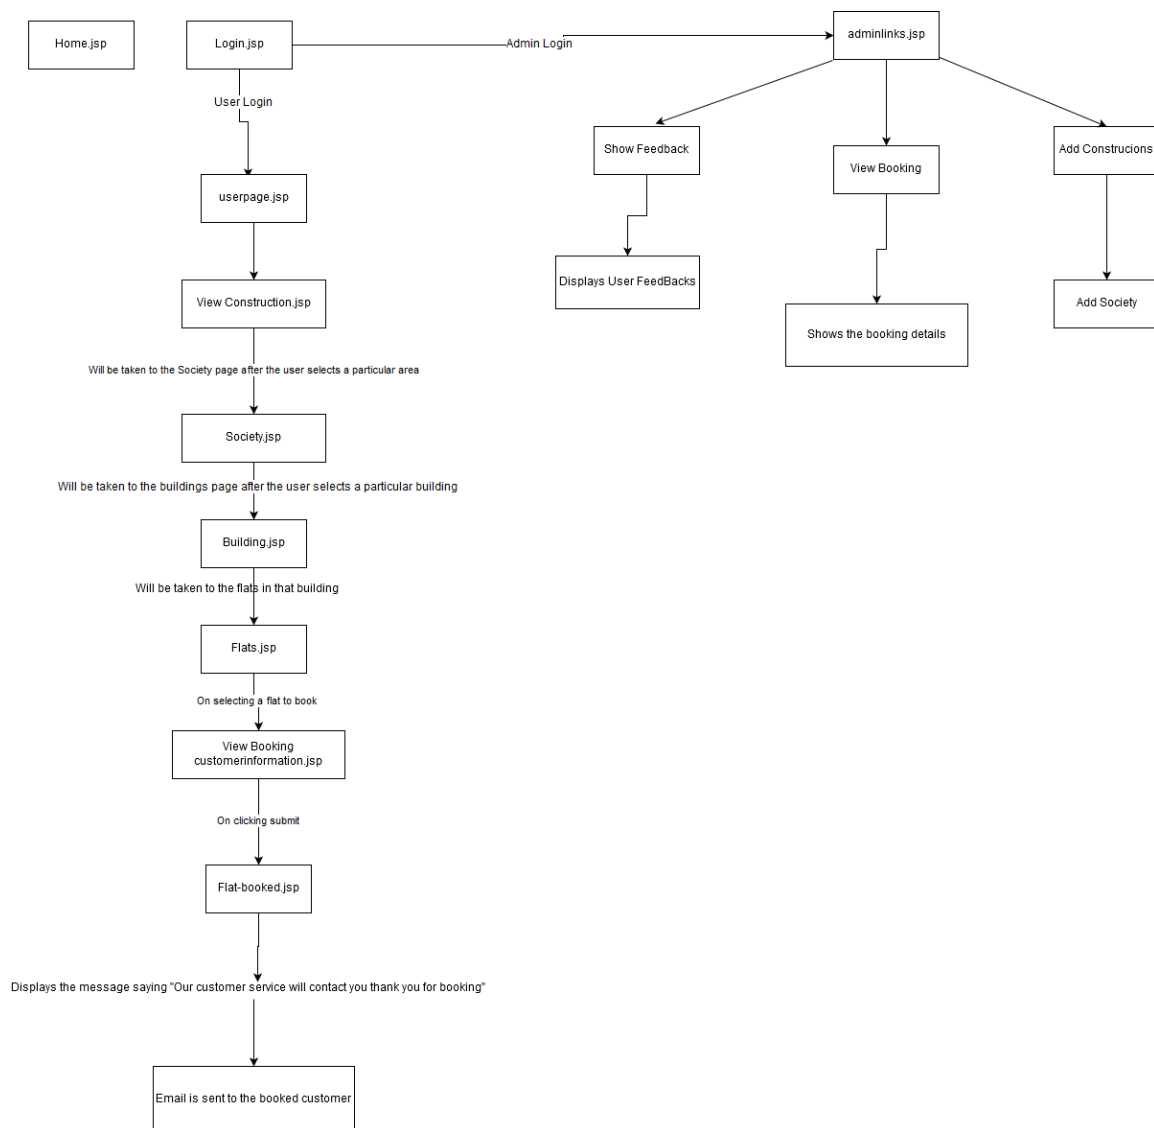 Home.jsp
Login.jsp
Admin Login
adminlinks.jsp
User Login
Show Feedback
View Booking
Add Construcions
userpage.jsp
Displays User FeedBacks
View Construction.jsp
Shows the booking details
Add Society
Will be taken to the Society page after the user selects a particular area
Society.jsp
Will be taken to the buildings page after the user selects a particular building
Building.jsp
Will be taken to the flats in that building
Flats.jsp
On selecting a flat to book
View Booking
customerinformation.jsp
On clicking submit
Flat-booked.jsp
Displays the message saying "Our customer service will contact you thank you for booking"
Email is sent to the booked customer